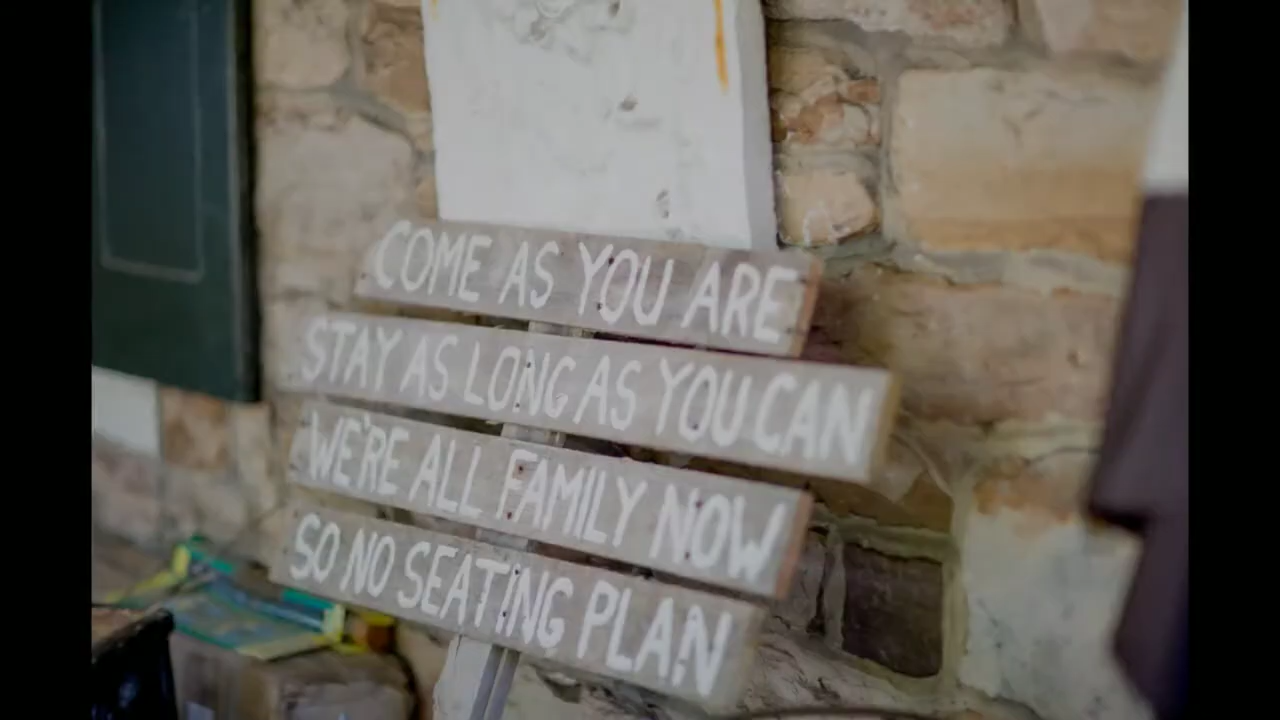 COME AS YOU ARE
STAY AS LONG AS YOU CAN
WE'RE ALL FAMILY NOW
SO NO SEATING PLAN